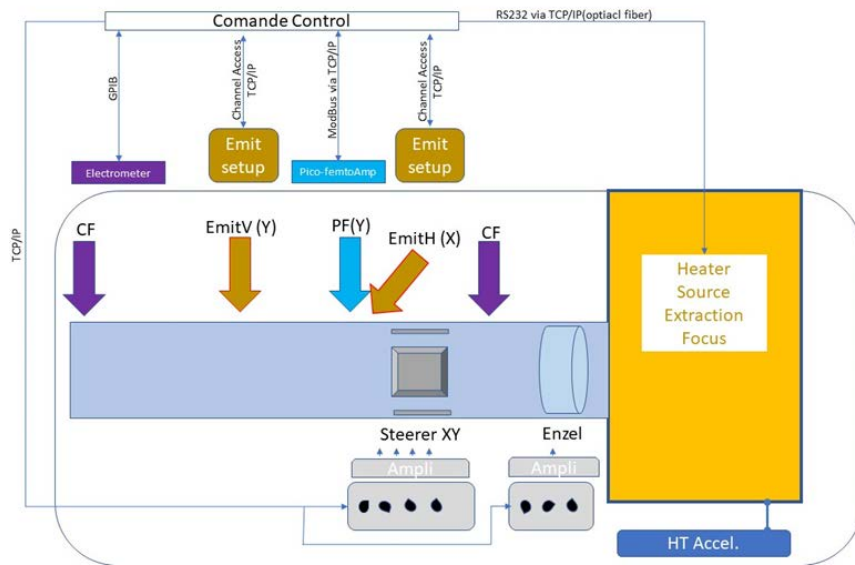 Comande Control
RS232 via TCP/IP(optiacl fiber)
GPIB
Channel Access
TCP/IP
ModBus via TCP/IP
Channel Access
TCP/IP
Emit
setup
Emit
setup
Electrometer
Pico-femtoAmp
TCP/IP
CF
EmitV (Y)
PF(Y)
EmitH (X)
CF
Heater
Source
Extraction
Focus
Steerer XY
Enzel
Ampli
Ampli
HT Accel.